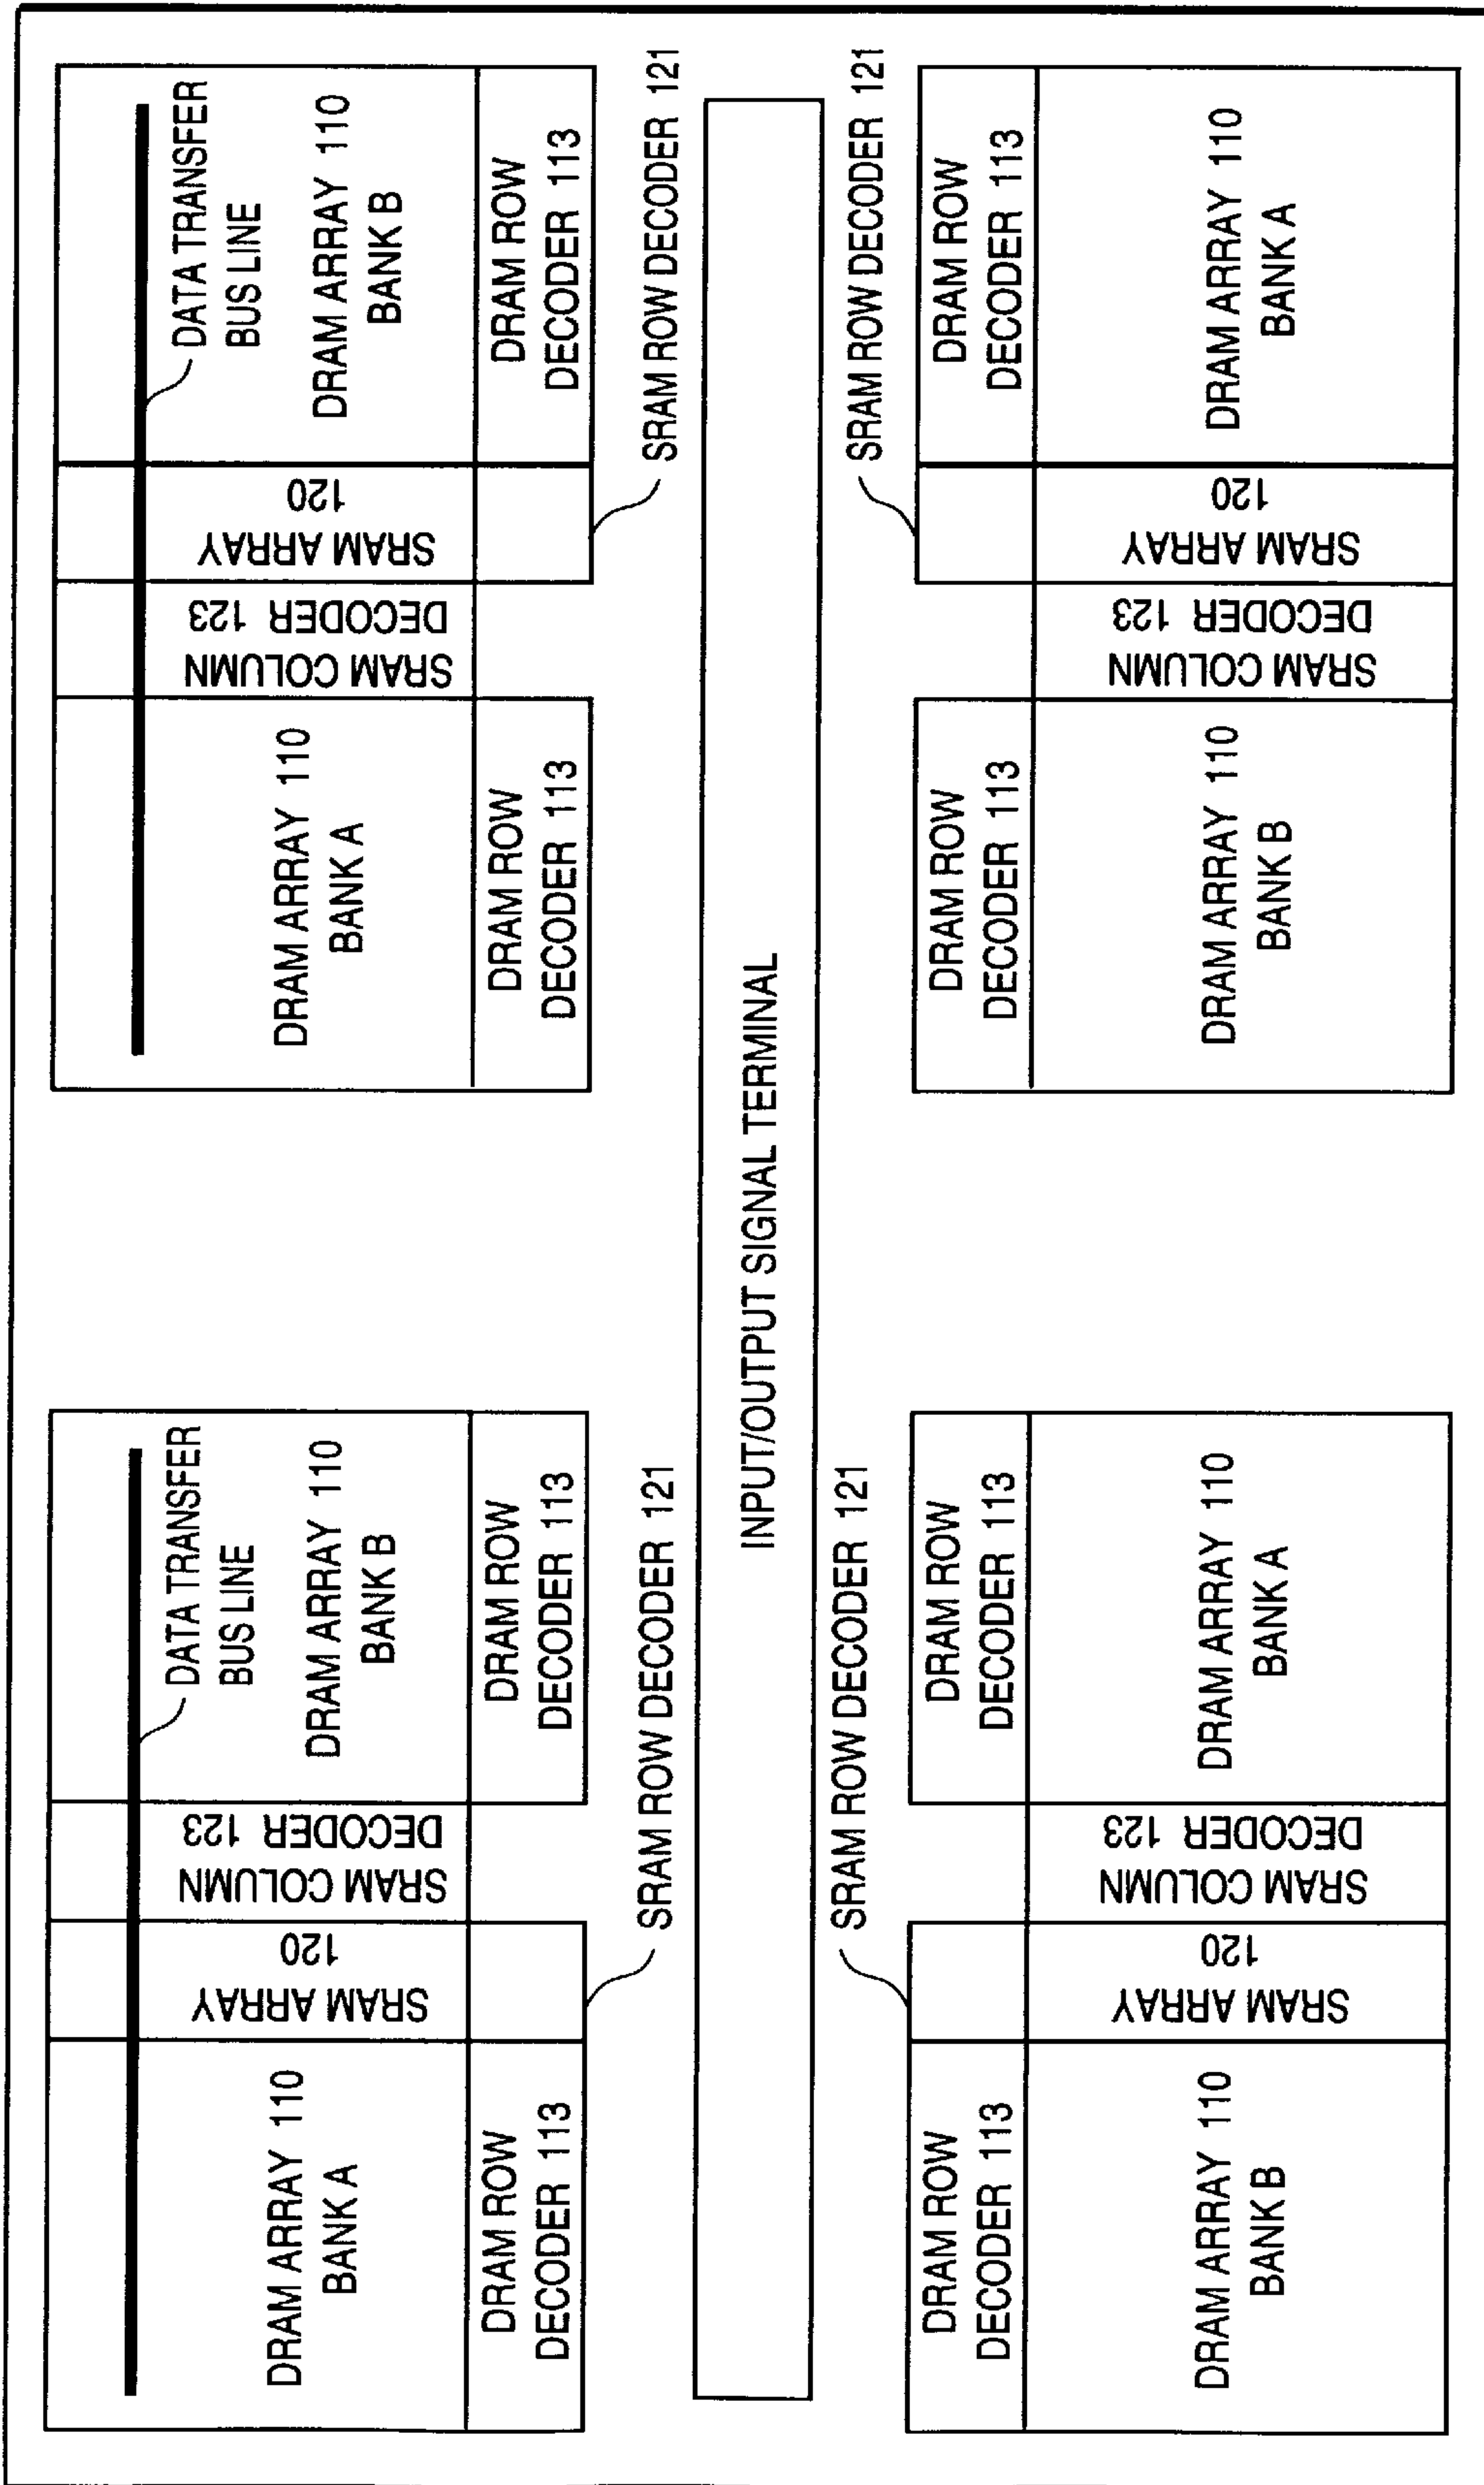 DRAM ARRAY 110
BANK A
SRAM ARRAY
120
SRAM COLUMN
DECODER 123
DATA TRANSFER
BUS LINE
DRAM ARRAY 110
BANK B
DRAM ROW
DECODER 113
DRAM ROW
DECODER 113
SRAM ROW DECODER 121
DRAM ARRAY 110
BANK A
SRAM COLUMN
DECODER 123
SRAM ARRAY
120
DATA TRANSFER
BUS LINE
DRAM ARRAY 110
BANK B
DRAM ROW
DECODER 113
DRAM ROW
DECODER 113
SRAM ROW DECODER 121
INPUT/OUTPUT SIGNAL TERMINAL
SRAM ROW DECODER 121
DRAM ROW
DECODER 113
DRAM ROW
DECODER 113
DRAM ARRAY 110
BANK B
SRAM ARRAY
120
SRAM COLUMN
DECODER 123
DRAM ARRAY 110
BANK A
SRAM ROW DECODER 121
DRAM ROW
DECODER 113
DRAM ROW
DECODER 113
DRAM ARRAY 110
BANK B
SRAM COLUMN
DECODER 123
SRAM ARRAY
120
DRAM ARRAY 110
BANK A